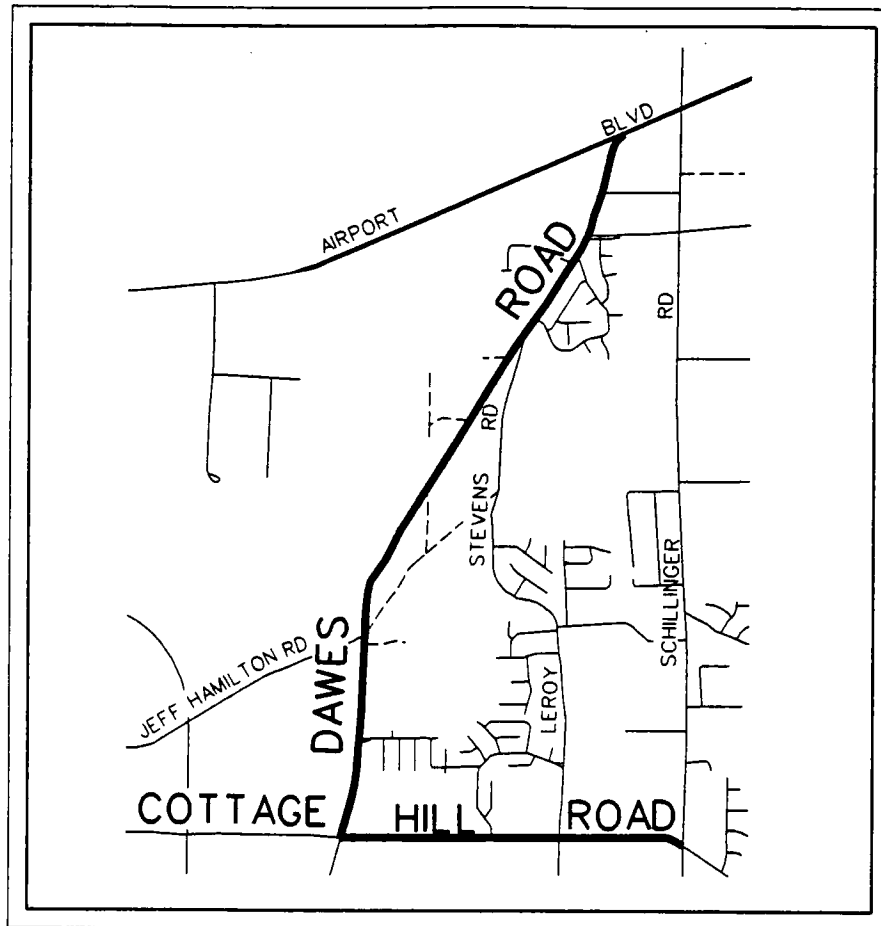 BLVD
AIRPORT
ROAD
RD
RD
STEVENS
SCHILLINGER
DAWES
JEFF HAMILTON RD
LEROY
COTTAGE HILL ROAD